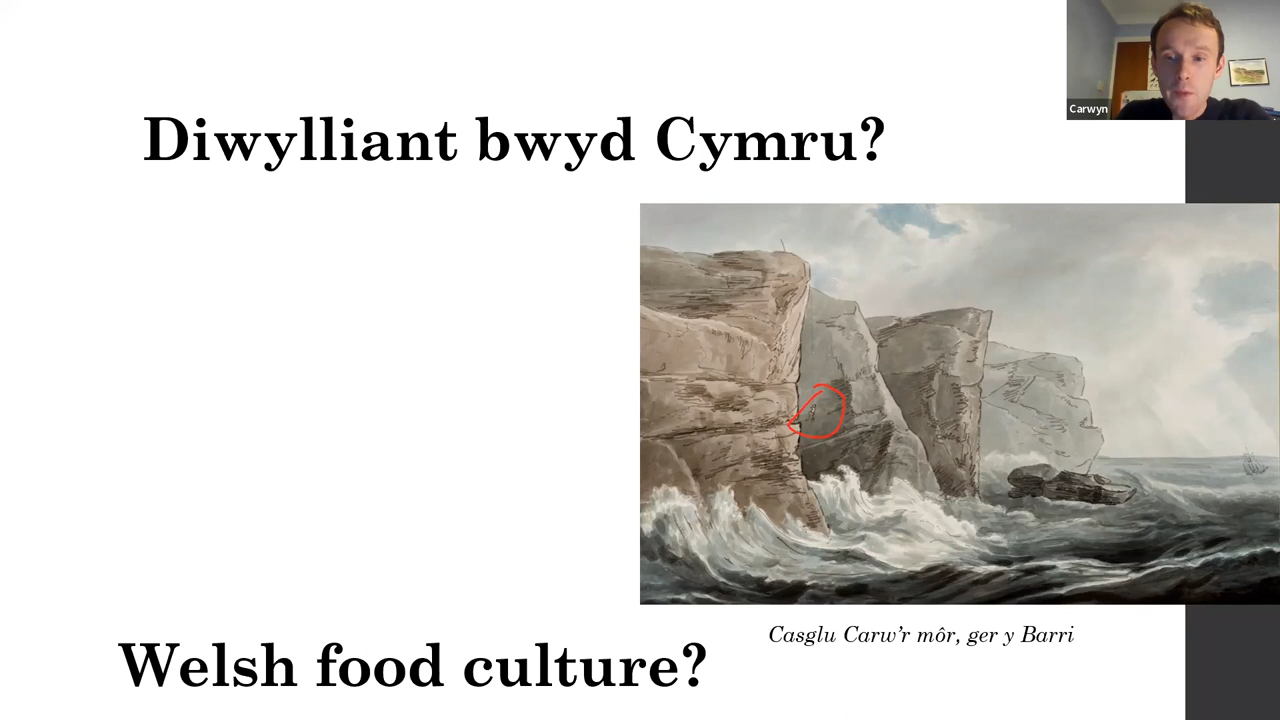 Carwyn
Diwylliant bwyd Cymru?
Casglu Carw'r môr, ger y Barri
Welsh food culture?